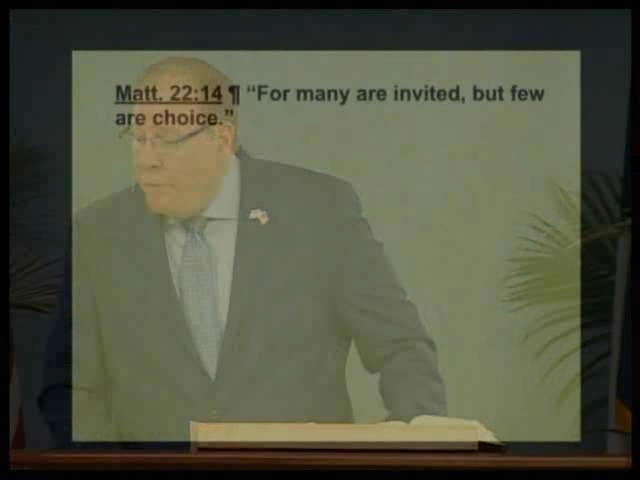 Matt. 22:14 ¶ “For many are invited, but few
are choice.”